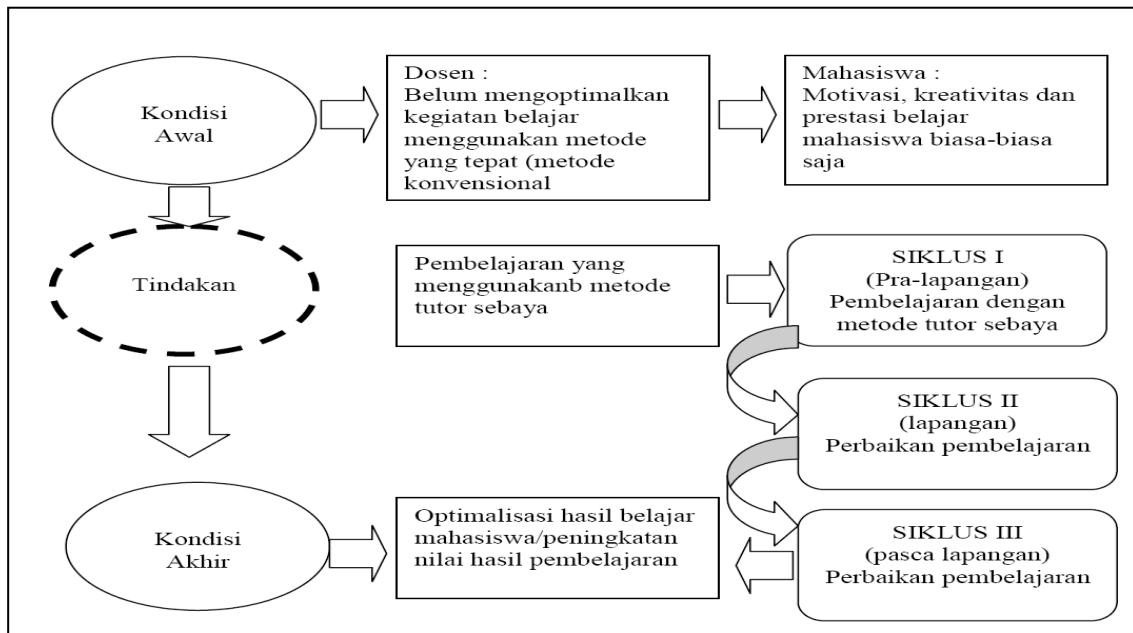 Kondisi
Awal
Dosen :
Belum mengoptimalkan
kegiatan belajar
menggunakan metode
yang tepat (metode
konvensional
Mahasiswa :
Motivasi, kreativitas dan
prestasi belajar
mahasiswa biasa-biasa
saja
Tindakan
Pembelajaran yang
menggunakanb metode
tutor sebaya
SIKLUS I
(Pra-lapangan)
Pembelajaran dengan
metode tutor sebaya
SIKLUS II
(lapangan)
Perbaikan pembelajaran
Kondisi
Akhir
Optimalisasi hasil belajar
mahasiswa/peningkatan
nilai hasil pembelajaran
SIKLUS III
(pasca lapangan)
Perbaikan pembelajaran